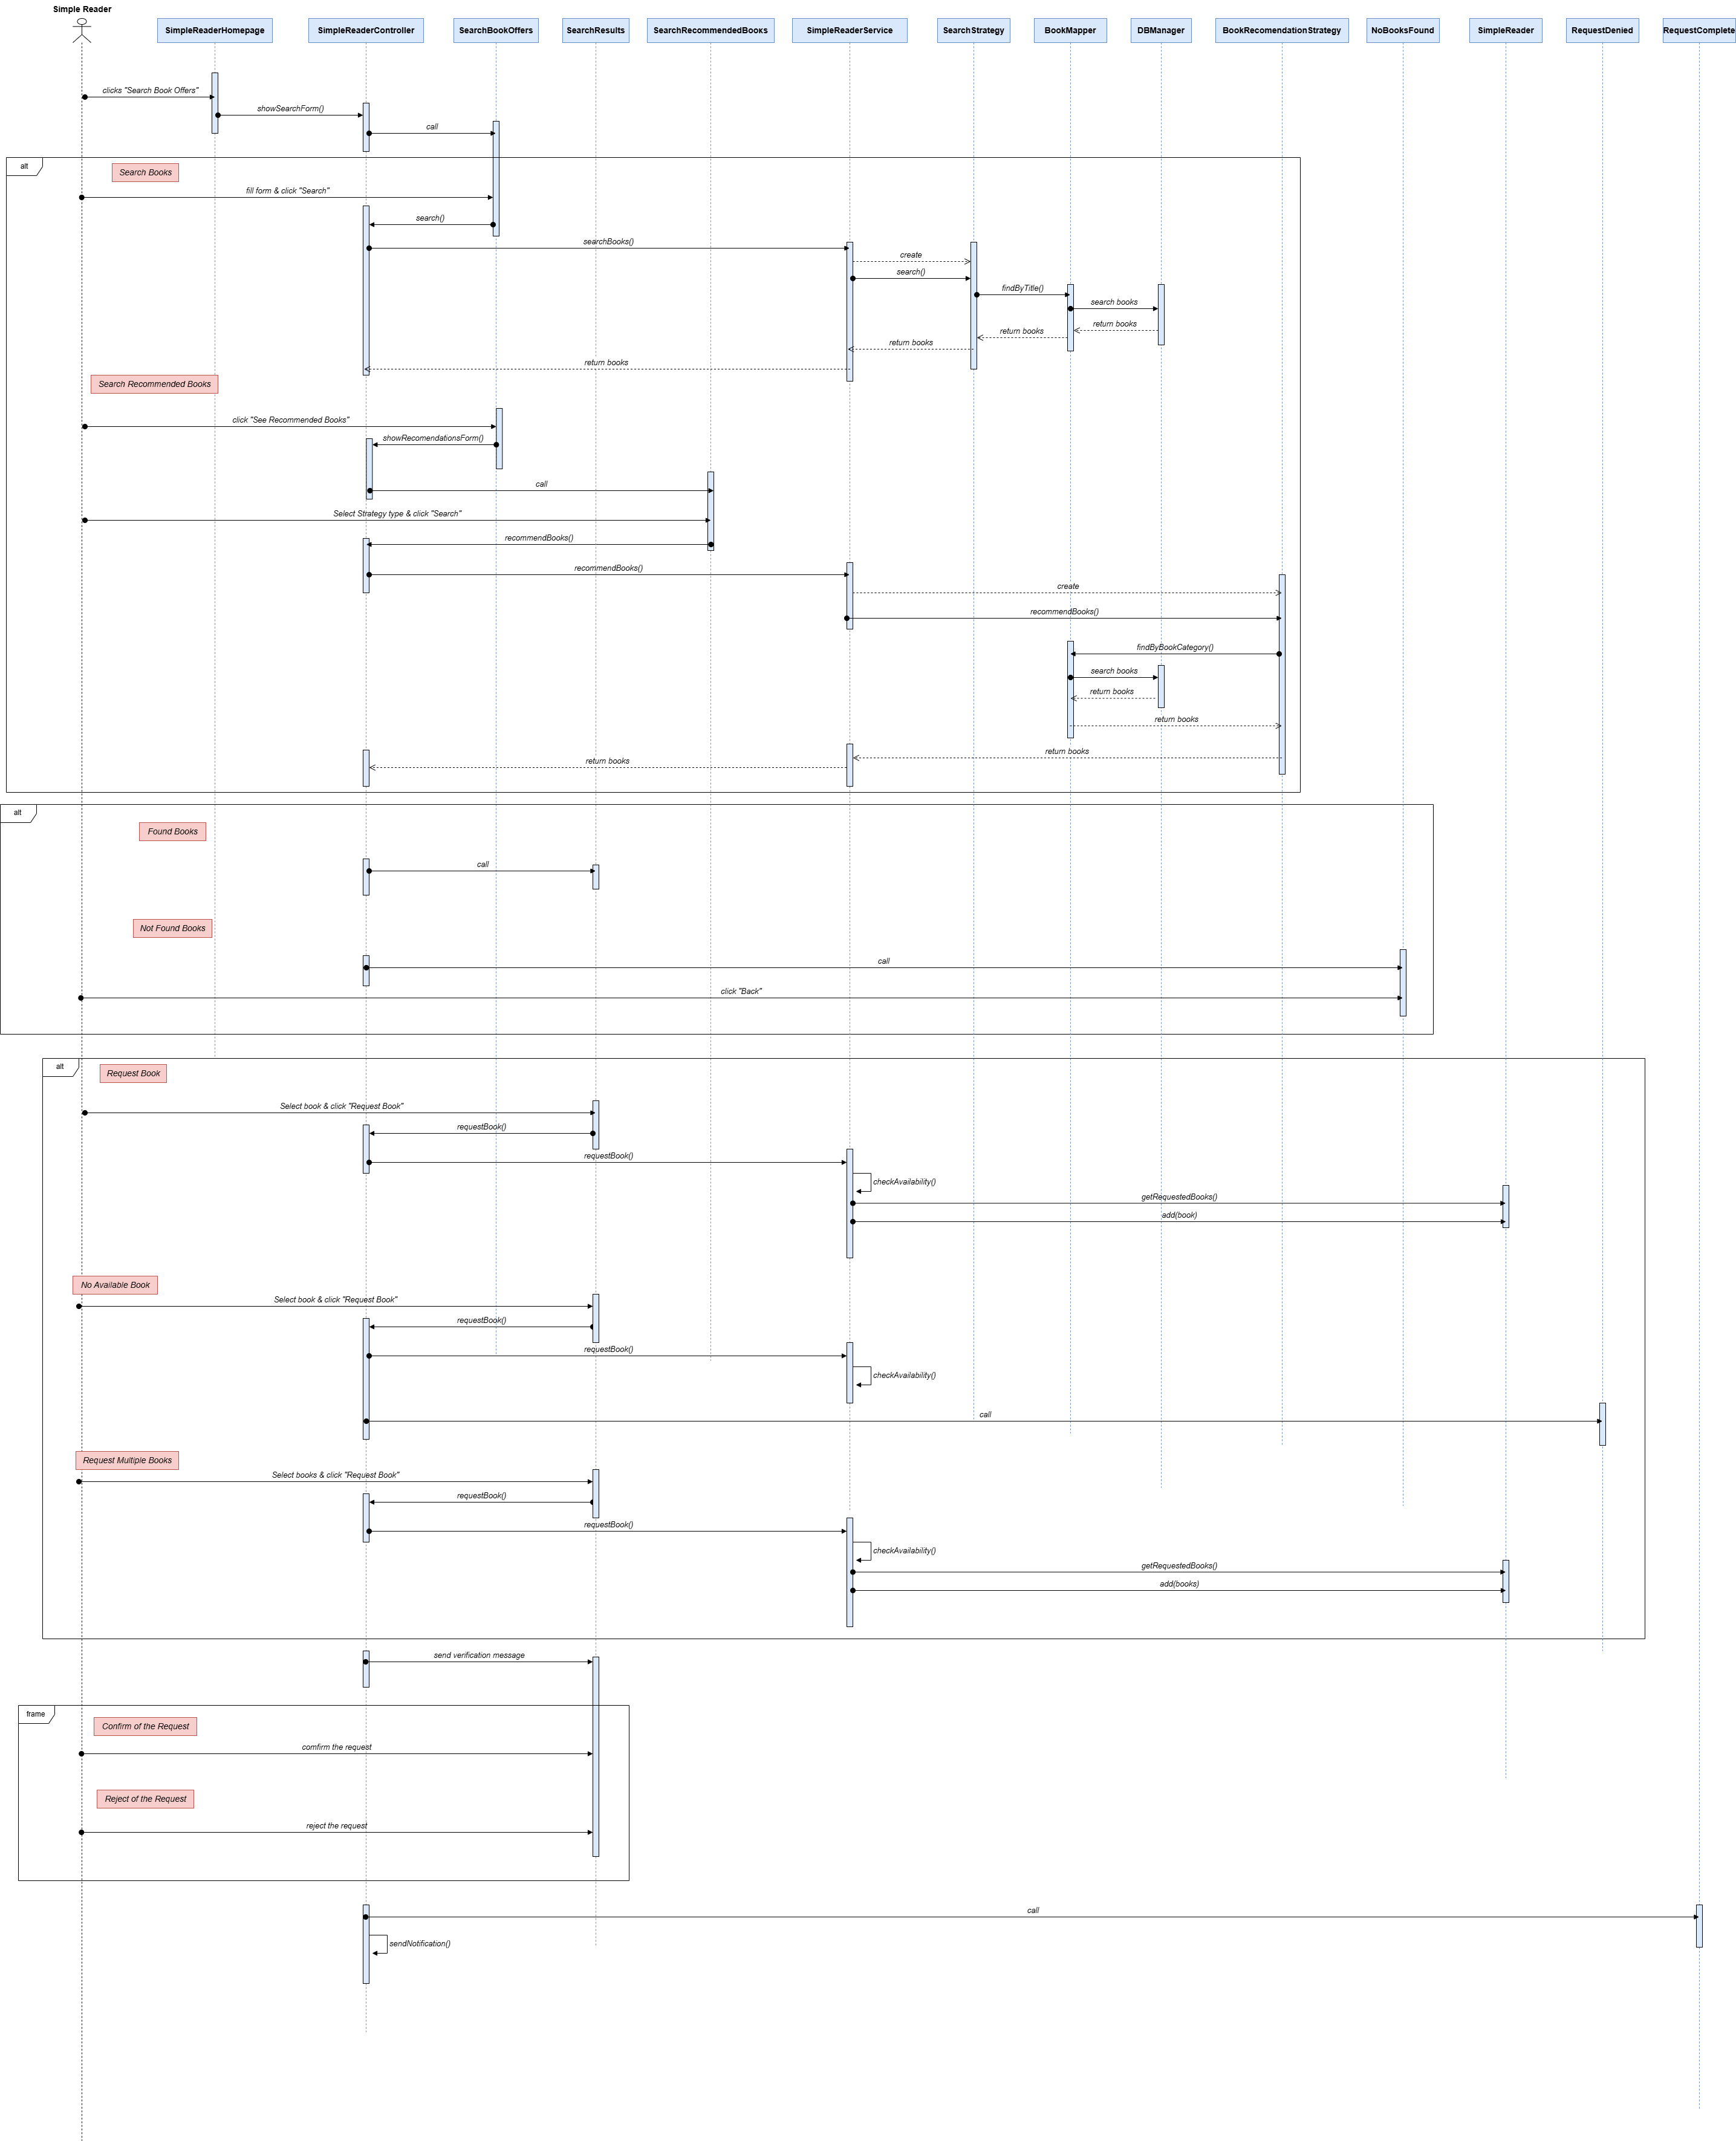 Simple Reader
SimpleReaderHomepage
SimpleReaderController
SearchBookOffers
SearchResults
SearchRecommendedBooks
SimpleReaderService
SearchStrategy
BookMapper
DBManager
BookRecomendationStrategy
NoBooksFound
SimpleReader
RequestDenied
RequestComplete
clicks "Search Book Offers"
showSearchForm()
call
alt
Search Books
fill form & click "Search"
search()
searchBooks()
create
search()
findByTitle()
search books
return books
return books
return books
return books
Search Recommended Books
click "See Recommended Books"
showRecomendationsForm()
call
Select Strategy type & click "Search"
recommendBooks()
recommendBooks()
create
recommendBooks()
findByBookCategory()
search books
return books
return books
return books
return books
alt
Found Books
call
Not Found Books
call
click "Back"
alt
Request Book
Select book & click "Request Book"
requestBook()
requestBook()
checkAvailability()
getRequestedBooks()
add(book)
No Available Book
Select book & click "Request Book"
requestBook()
requestBook()
checkAvailability()
call
Request Multiple Books
Select books & click "Request Book"
requestBook()
requestBook()
checkAvailability()
getRequestedBooks()
add(books)
send verification message
frame
Confirm of the Request
comfirm the request
Reject of the Request
reject the request
call
sendNotification()